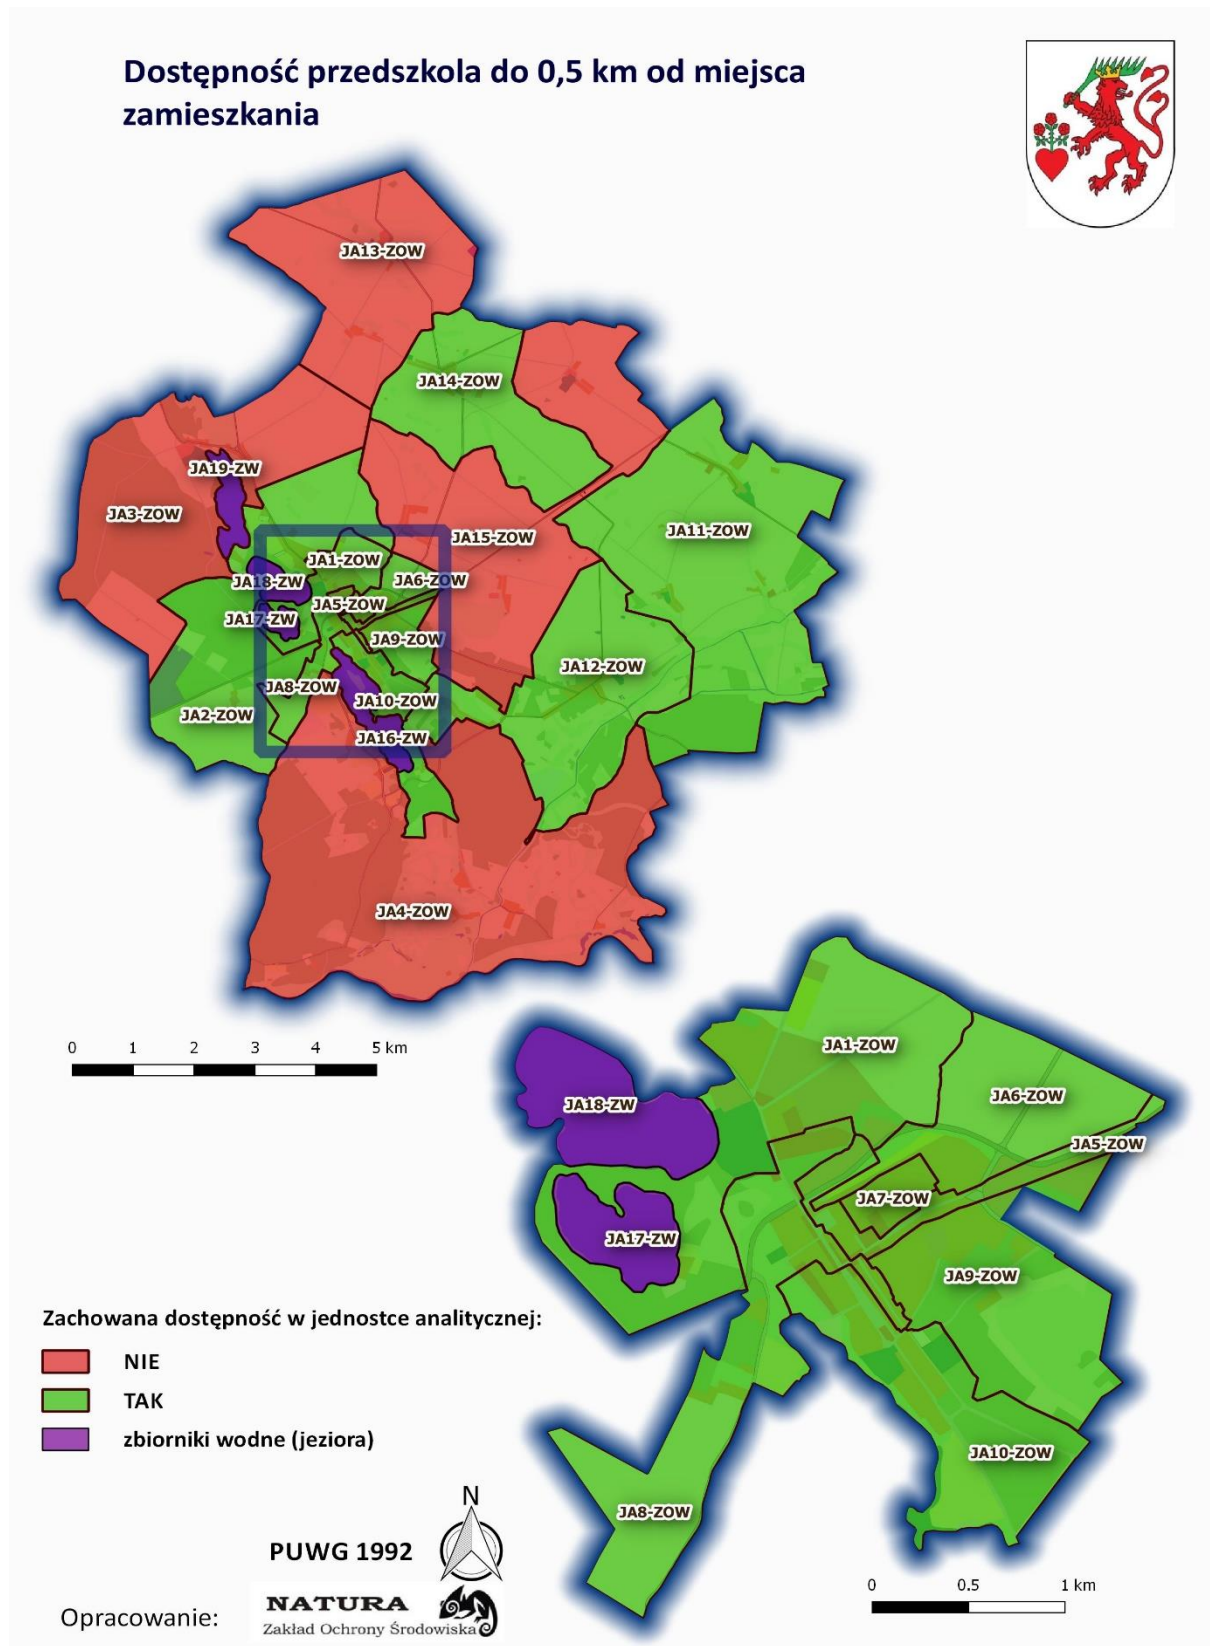 Dostępność przedszkola do 0,5 km od miejsca
zamieszkania
JA13-ZOW
JA14-ZOW
JA19-ZW
JA3-ZOW
JA11-ZOW
JA15-ZOW
JA1-ZOW
JA18-ZW
JA6-ZOW
JA5-ZOW
JA17-ZW
JA9-ZOW
JA12-ZOW
JA8-ZOW
JA10-ZOW
JA2-ZOW
JA16-ZW
JA4-ZOW
0 1 2 3 4 5 km
JA1-ZOW
JA6-ZOW
JA18-ZW
JA5-ZOW
JA7-ZOW
JA17-ZW
JA9-ZOW
JA10-ZOW
JA8-ZOW
Zachowana dostępność w jednostce analitycznej:
NIE
TAK
zbiorniki wodne (jeziora)
N
PUWG 1992
Opracowanie:
NATURA
Zakład Ochrony Środowiska
0 0.5 1 km